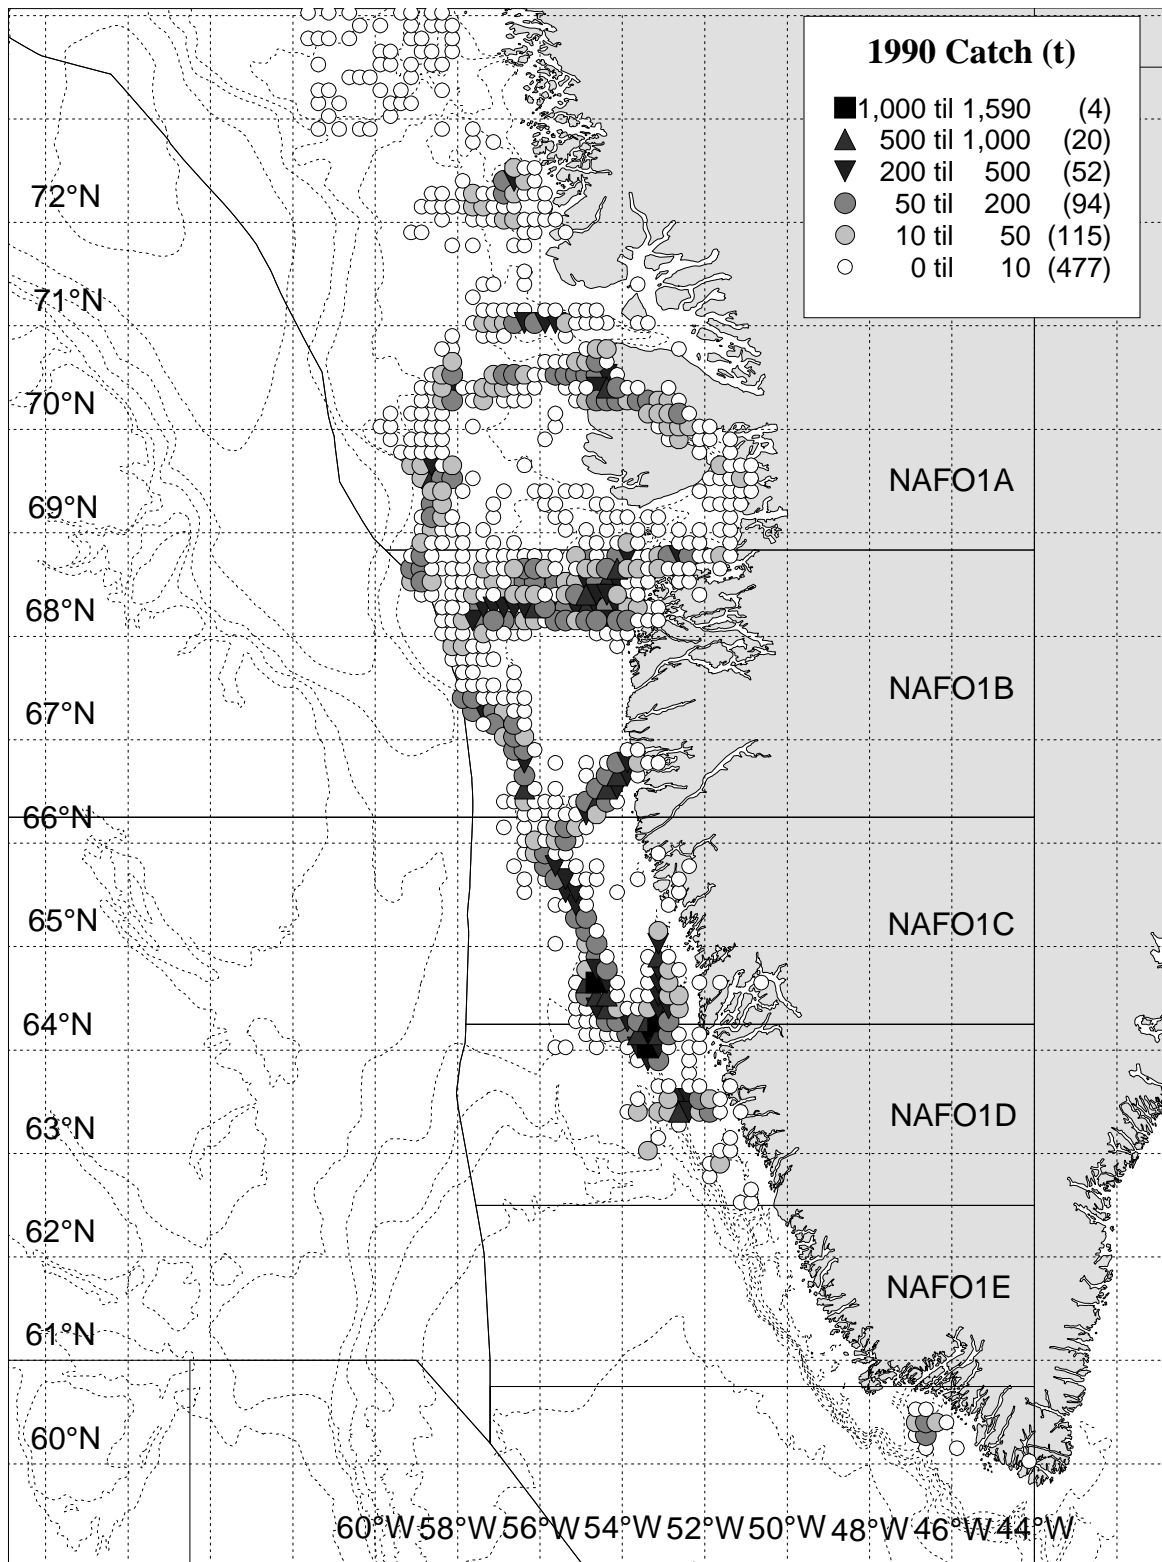 1990 Catch (t)
1,000 til 1,590 (4)
500 til 1,000 (20)
200 til 500 (52)
50 til 200 (94)
10 til 50 (115)
0 til 10 (477)
72°N
71°N
70°N
NAFO1A
69°N
68°N
NAFO1B
67°N
66°N
65°N
NAFO1C
64°N
NAFO1D
63°N
62°N
NAFO1E
61°N
60°N
60°W 58°W 56°W 54°W 52°W 50°W 48°W 46°W 44°W